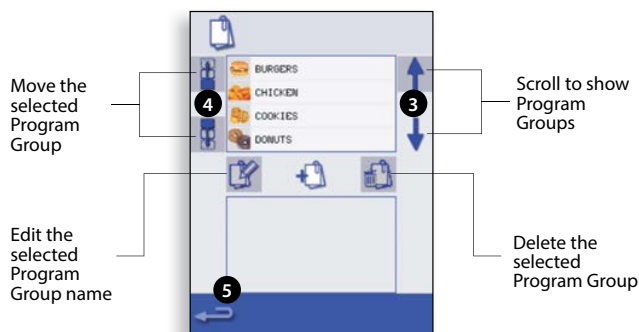 Move the
selected
Program
Group
4
BURGERS
CHICKEN
COOKIES
DONUTS
3
Scroll to show
Program
Groups
Edit the
selected
Program
Group name
5
Delete the
selected
Program Group